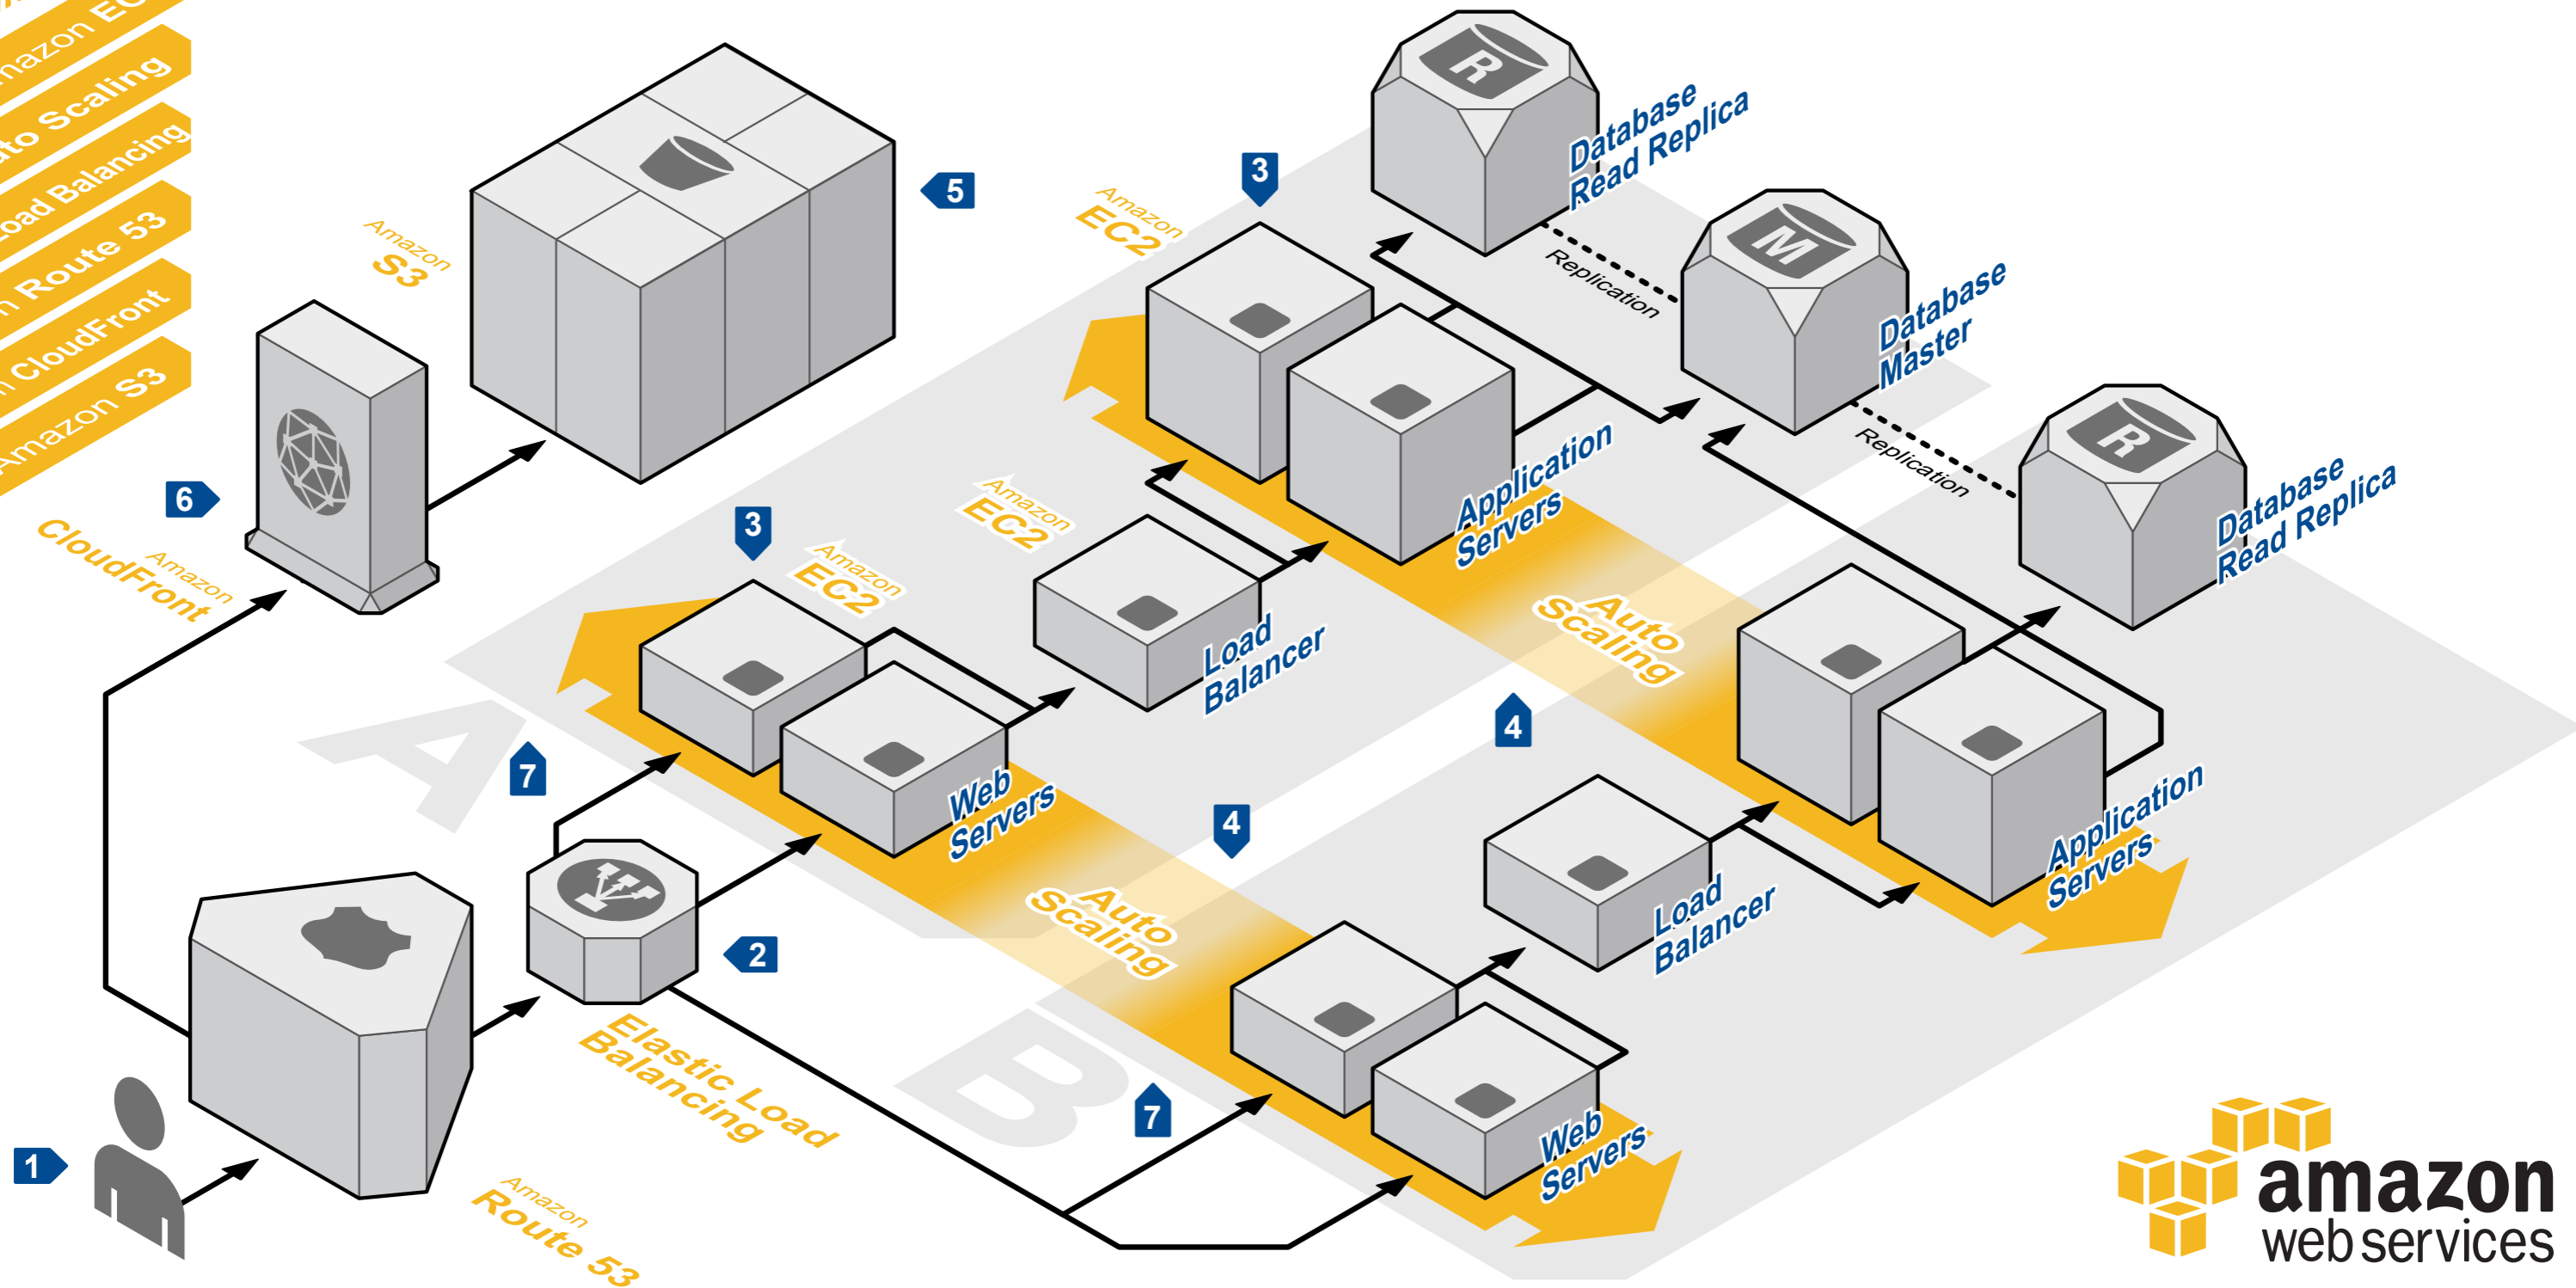 Amazon EC
Auto Scaling
Load Balancing
Route 53
CloudFront
Amazon S3
Amazon
S3
5
6
Amazon
CloudFront
1
Amazon
Route 53
2
Elastic Load
Balancing
A
B
7
7
3
Amazon
EC2
Web
Servers
4
Auto
Scaling
Amazon
EC2
Load
Balancer
3
Amazon
EC2
Application
Servers
Auto
Scaling
4
R
Database
Read Replica
Replication
M
Database
Master
Replication
R
Database
Read Replica
Application
Servers
Load
Balancer
Web
Servers
amazon
web services